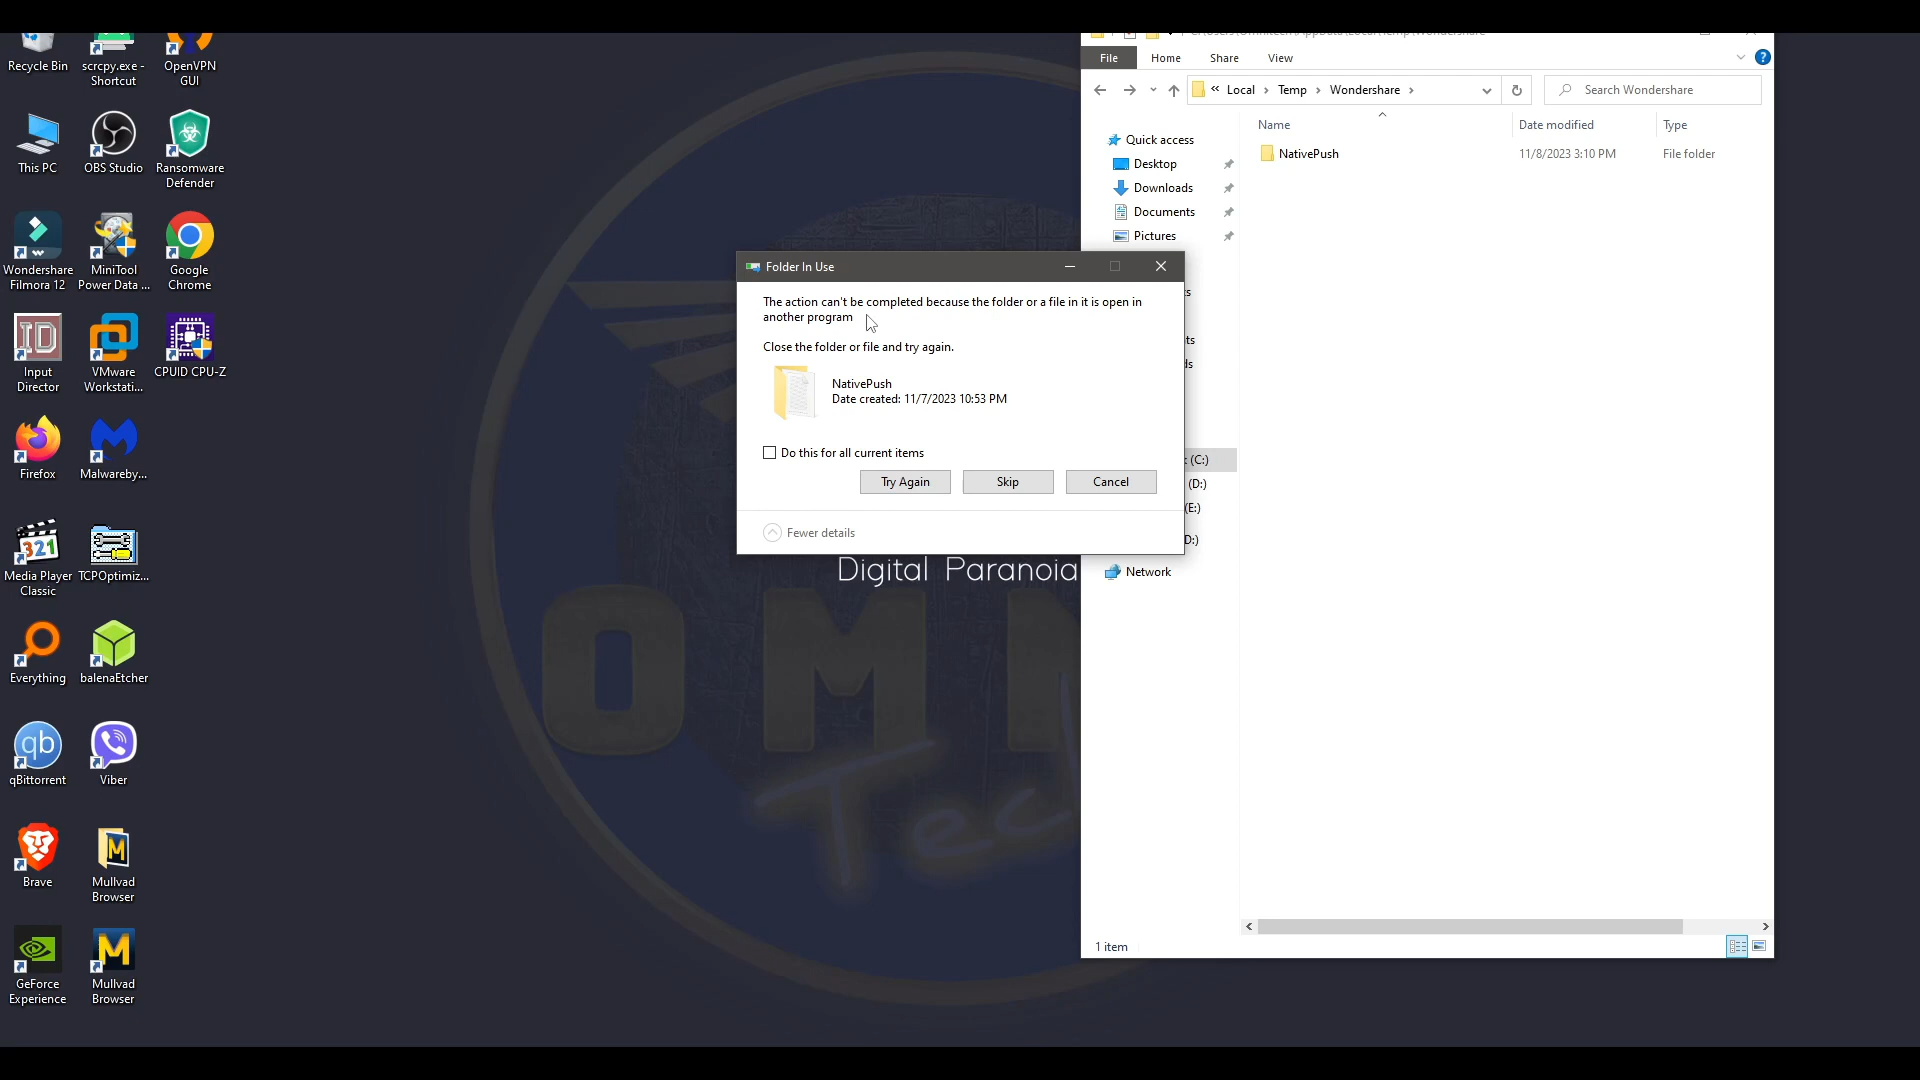 Recycle Bin
scrcpy.exe -
Shortcut
OpenVPN
GUI
This PC
OBS Studio
Ransomware
Defender
Wondershare
Filmora 12
MiniTool
Power Data ...
Google
Chrome
Input
Director
VMware
Workstati...
CPUID CPU-Z
Firefox
Malwareby...
321
Media Player
Classic
TCPOptimiz...
Everything
balenaEtcher
qb
qBittorrent
Viber
Brave
Mullvad
Browser
GeForce
Experience
Mullvad
Browser
File
Home
Share
View
« Local > Temp > Wondershare >
Search Wondershare
Name
Date modified
Type
Quick access
Desktop
Downloads
Documents
Pictures
NativePush
11/8/2023 3:10 PM
File folder
(C:)
(D:)
(E:)
D:)
Network
1 item
Folder In Use
The action can't be completed because the folder or a file in it is open in
another program
Close the folder or file and try again.
NativePush
Date created: 11/7/2023 10:53 PM
Do this for all current items
Try Again
Skip
Cancel
Fewer details
Digital Paranoia
OM
Tec